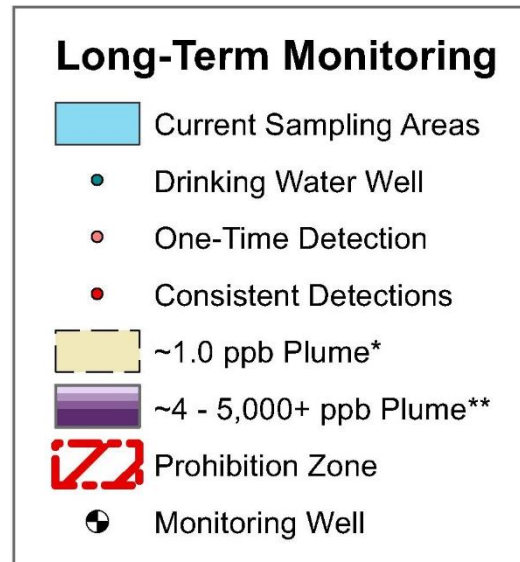 Long-Term Monitoring
Current Sampling Areas
Drinking Water Well
One-Time Detection
Consistent Detections
~1.0 ppb Plume*
~4 - 5,000+ ppb Plume**
Prohibition Zone
Monitoring Well